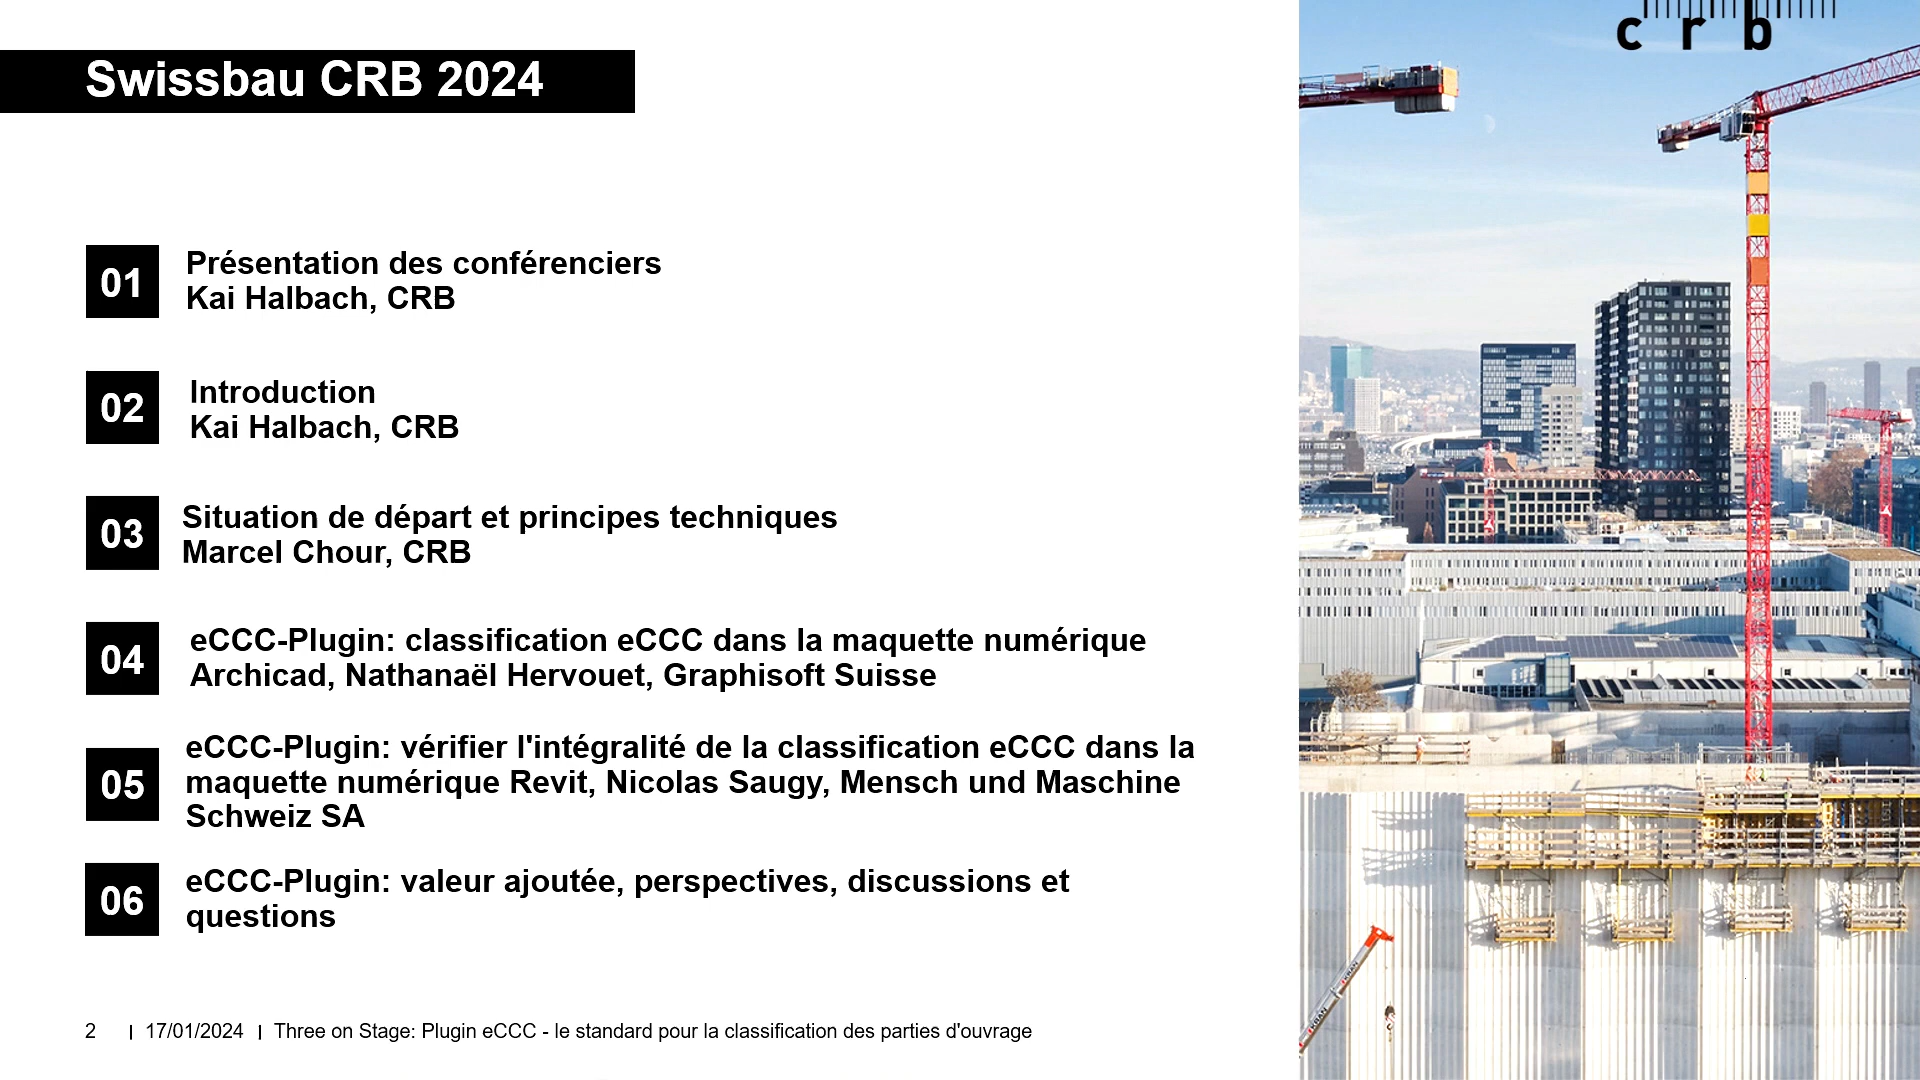 crb
Swissbau CRB 2024
01
Présentation des conférenciers
Kai Halbach, CRB
02
Introduction
Kai Halbach, CRB
03
Situation de départ et principes techniques
Marcel Chour, CRB
04
eCCC-Plugin: classification eCCC dans la maquette numérique
Archicad, Nathanaël Hervouet, Graphisoft Suisse
05
eCCC-Plugin: vérifier l'intégralité de la classification eCCC dans la
maquette numérique Revit, Nicolas Saugy, Mensch und Maschine
Schweiz SA
06
eCCC-Plugin: valeur ajoutée, perspectives, discussions et
questions
2 | 17/01/2024 | Three on Stage: Plugin eCCC - le standard pour la classification des parties d'ouvrage